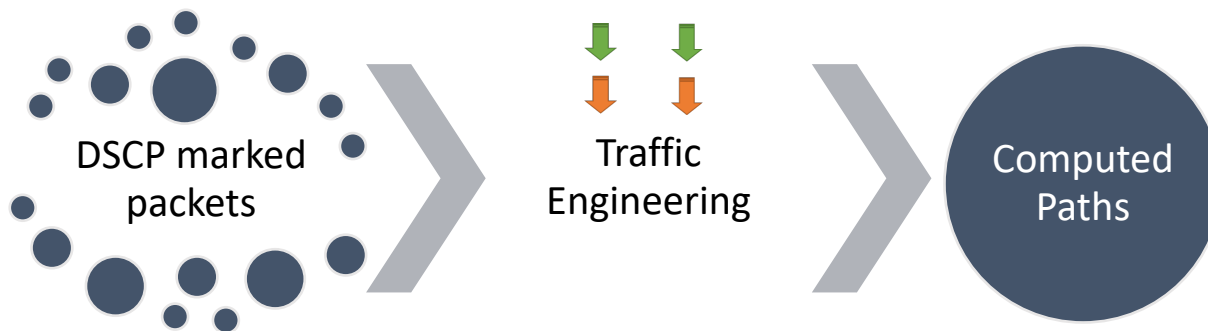 DSCP marked
packets
Traffic
Engineering
Computed
Paths